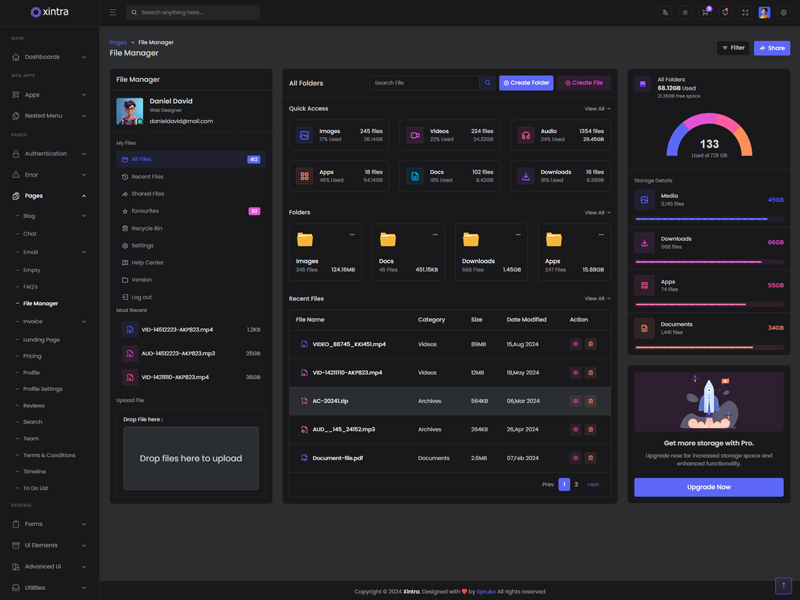 xintra
Search anything here ...
5
MAIN
Dashboards
WEB APPS
Apps
Nested Menu
PAGES
Authentication
Error
Pages
Blog
Chat
Email
Empty
FAQ's
File Manager
Invoice
Landing Page
Pricing
Profile
Profile Settings
Reviews
Search
Team
Terms & Conditions
Timeline
To Do List
GENERAL
Forms
UI Elements
Advanced UI
Utilities
Pages → File Manager
File Manager
Filter
Share
File Manager
Daniel David
Web Designer
danieldavid@mail.com
My Files
All Files
Recent Files
Shared Files
favourites
Recycle Bin
Settings
Help Center
Version
Log out
Most Recent
VID-14512223-AKP823.mp4 1.2KB
AUD-14512223-AKP823.mp3 25GB
VID-14211110-AKP823.mp4 36GB
Upload File
Drop File here :
Drop files here to upload
All Folders
Search File
Create Folder
Create File
Quick Access
View All →
Images 245 files
17% Used 26.14GB
Videos 224 files
22% Used 24.32GB
Audio 1354 files
24% Used 29.45GB
Apps 18 files
46% Used 54.14GB
Docs 102 files
18% Used 8.42GB
Downloads 16 files
16% Used 6.26GB
Folders
View All →
Images
345 Files 124.16MB
Docs
45 Files 451.15KB
Downloads
568 Files 1.45GB
Apps
247 Files 15.88GB
Recent Files
View All →
File Name Category Size Date Modified Action
VIDEO_88745_KKI451.mp4 Videos 89MB 15,Aug 2024
VID-14211110-AKP823.mp4 Videos 12MB 18,May 2024
AC-20241.zip Archives 564KB 06,Mar 2024
AUD__145_24152.mp3 Archives 264KB 28,Apr 2024
Document-file.pdf Documents 2.6MB 07,Feb 2024
Prev 1 2 next
All Folders
68.12GB Used
free space
133
Used of 728 GB
Storage Details
Media 45GB
3,145 files
Downloads 66GB
568 files
Apps 55GB
74 files
Documents 34GB
1,441 files
Get more storage with Pro.
Upgrade now for increased storage space and
enhanced functionality.
Upgrade Now
Copyright © 2024 Xintra. Designed with ❤ by Spruko All rights reserved